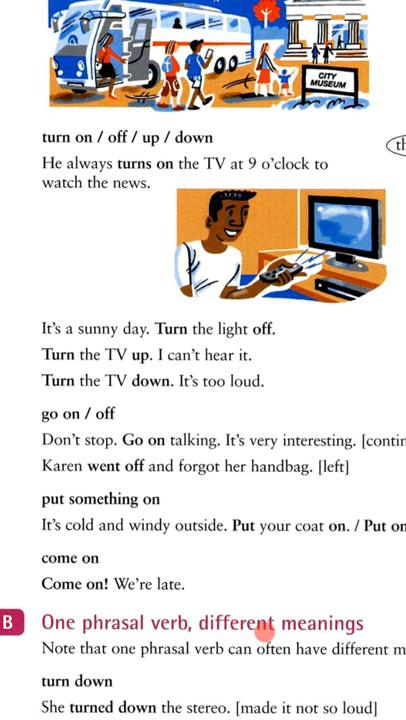 CITY
MUSEUM
turn on / off / up / down
He always turns on the TV at 9 o'clock to
watch the news.
It's a sunny day. Turn the light off.
Turn the TV up. I can't hear it.
Turn the TV down. It's too loud.
go on / off
Don't stop. Go on talking. It's very interesting.
Karen went off and forgot her handbag. [left]
put something on
It's cold and windy outside. Put your coat on. / Put on
come on
Come on! We're late.
B One phrasal verb, different meanings
Note that one phrasal verb can often have different
turn down
She turned down the stereo. [made it not so loud]